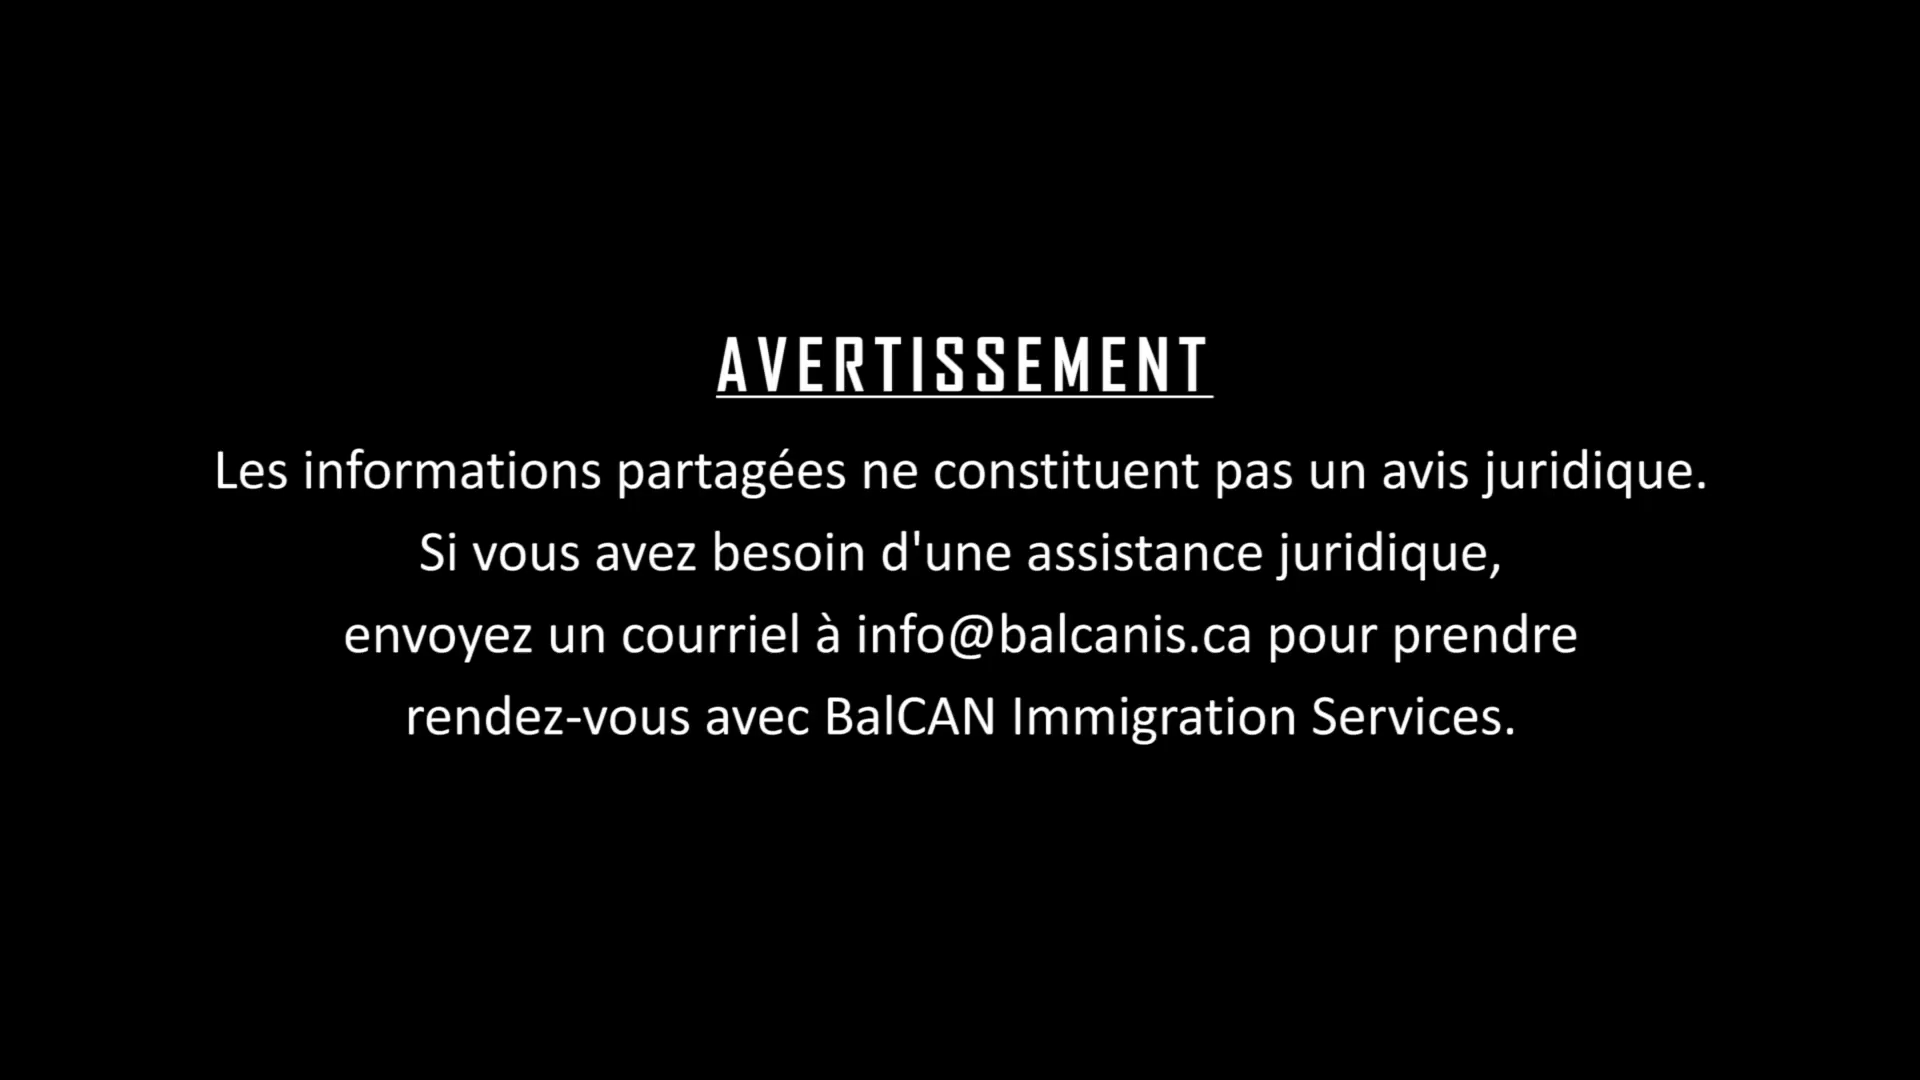 AVERTISSEMENT
Les informations partagées ne constituent pas un avis juridique.
Si vous avez besoin d'une assistance juridique,
envoyez un courriel à info@balcanis.ca pour prendre
rendez-vous avec BalCAN Immigration Services.